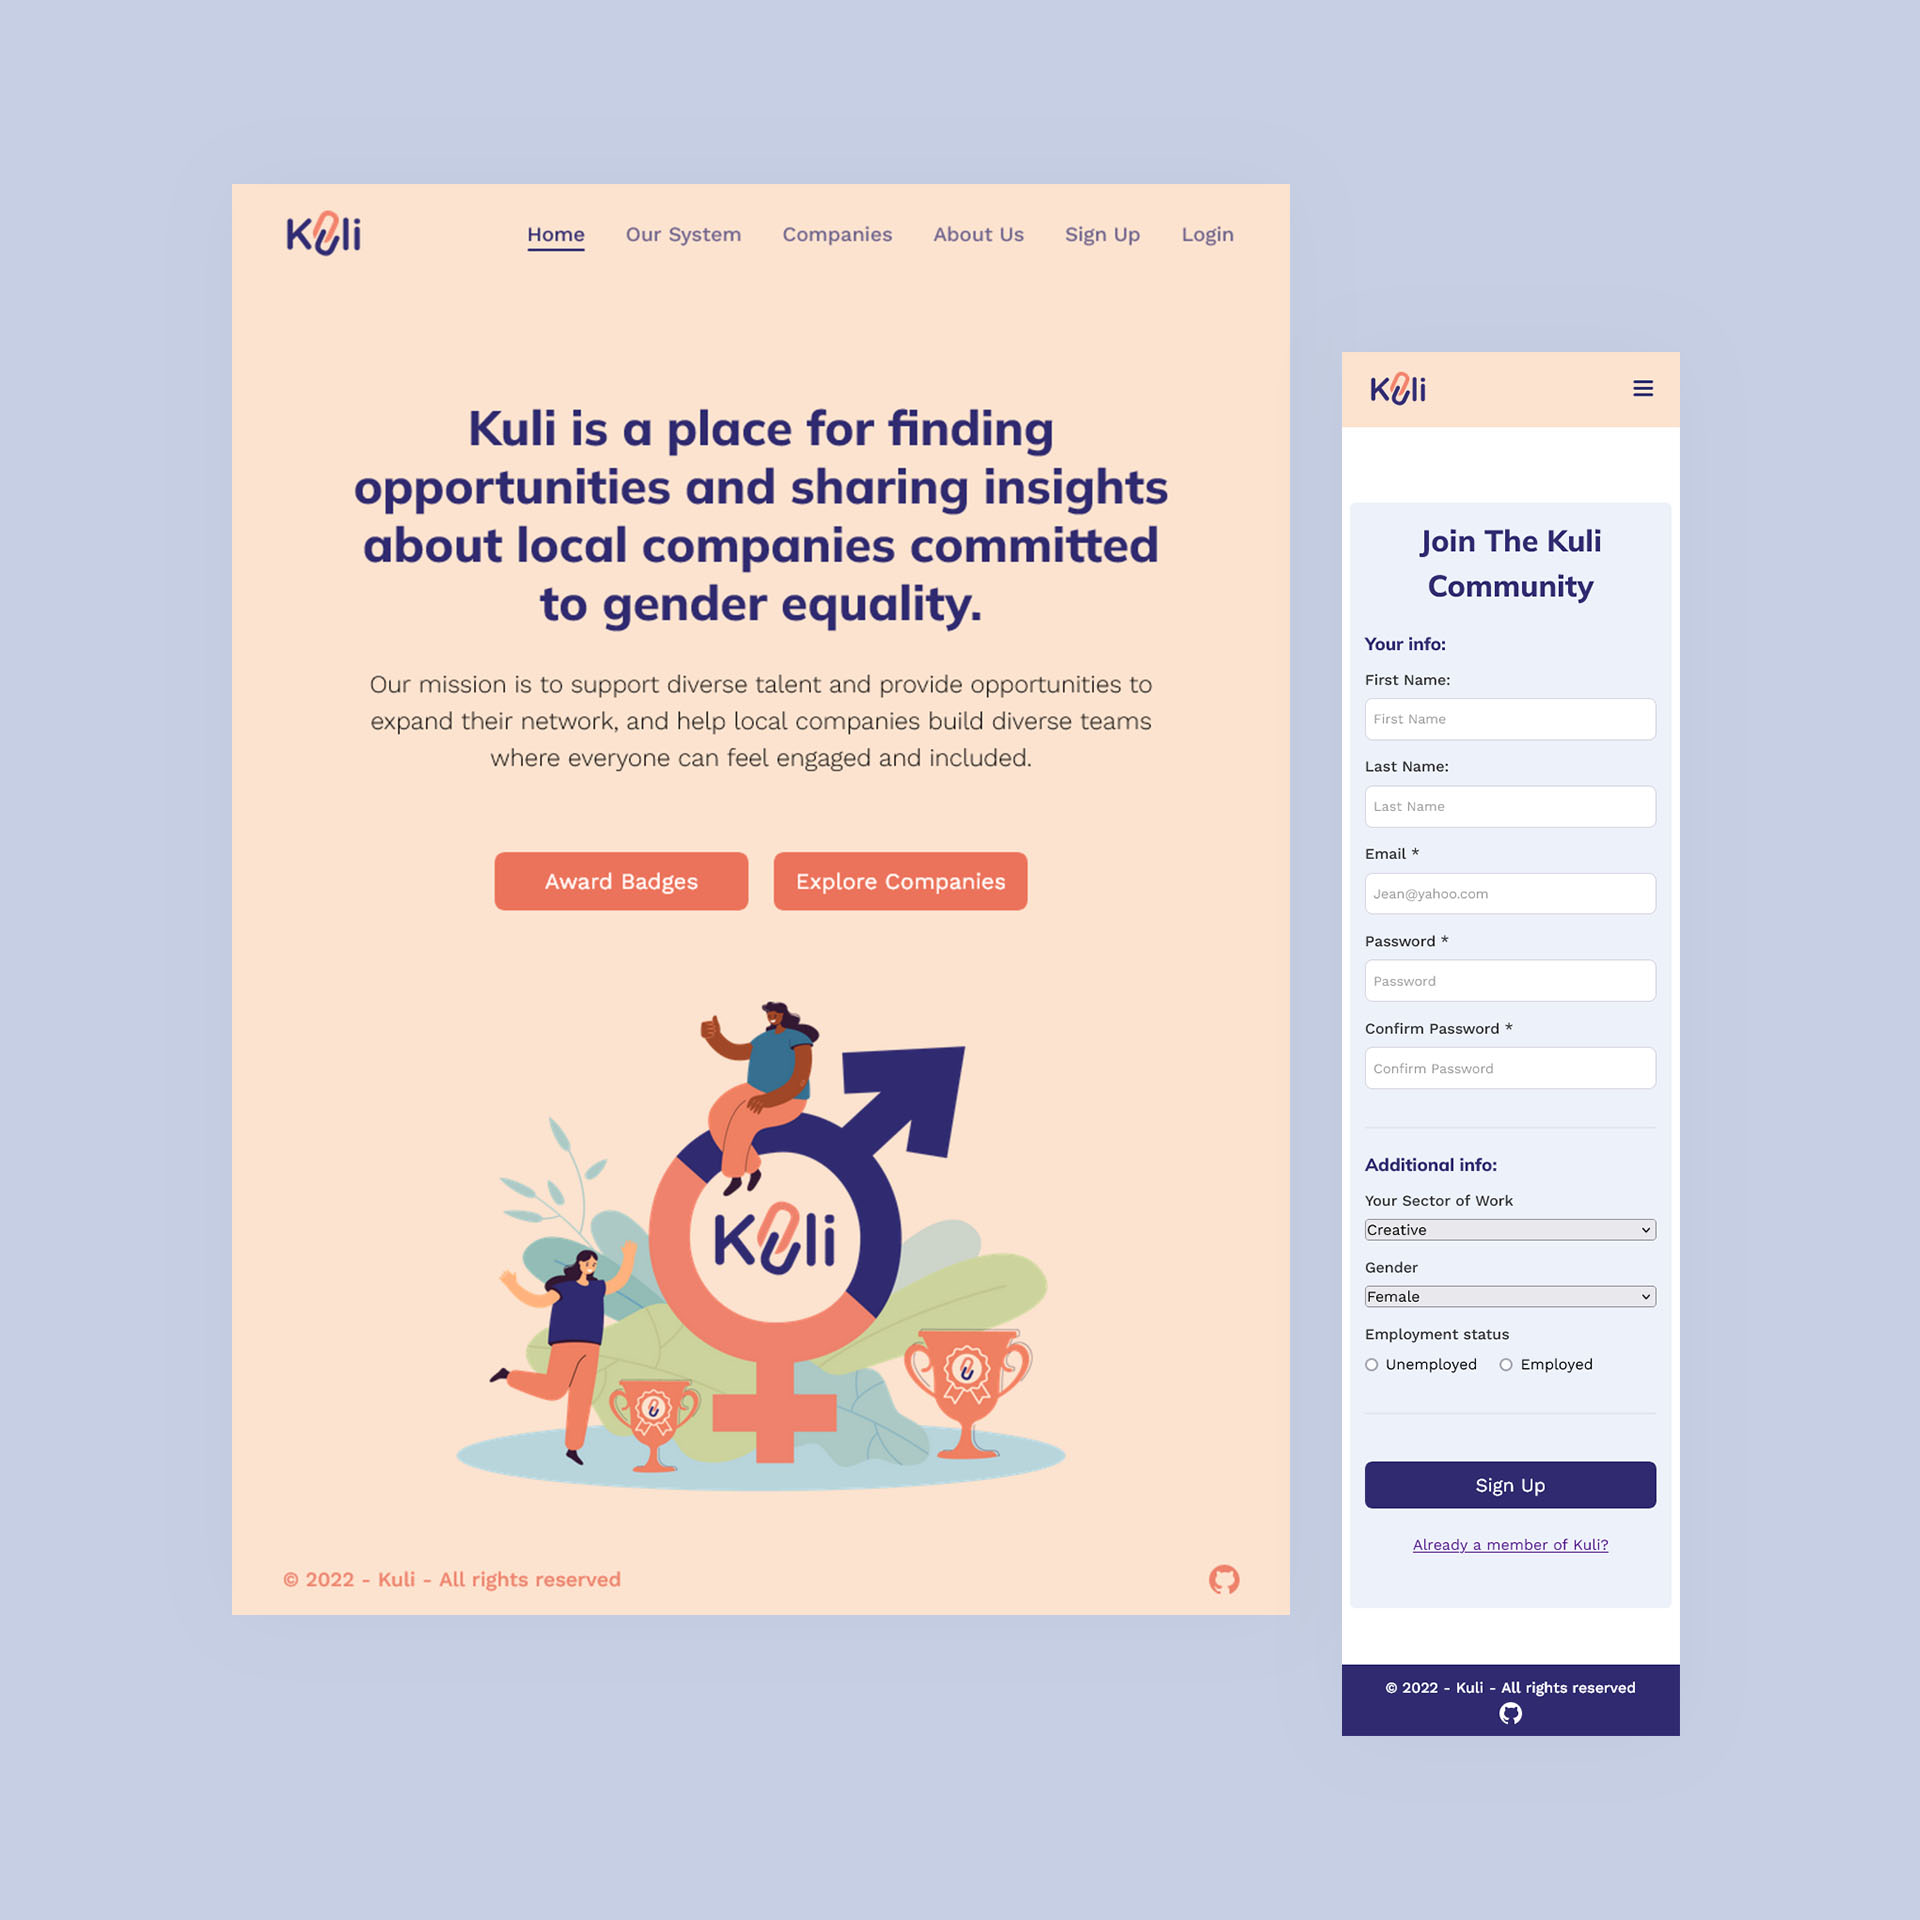 Kuli
Home Our System Companies About Us Sign Up Login
Kuli is a place for finding
opportunities and sharing insights
about local companies committed
to gender equality.
Our mission is to support diverse talent and provide opportunities to
expand their network, and help local companies build diverse teams
where everyone can feel engaged and included.
Award Badges Explore Companies
Kuli
© 2022 - Kuli - All rights reserved
Kuli
Join The Kuli
Community
Your info:
First Name:
First Name
Last Name:
Last Name
Email *
Jean@yahoo.com
Password *
Password
Confirm Password *
Confirm Password
Additional info:
Your Sector of Work
Creative
Gender
Female
Employment status
Unemployed Employed
Sign Up
Already a member of Kuli?
© 2022 - Kuli - All rights reserved